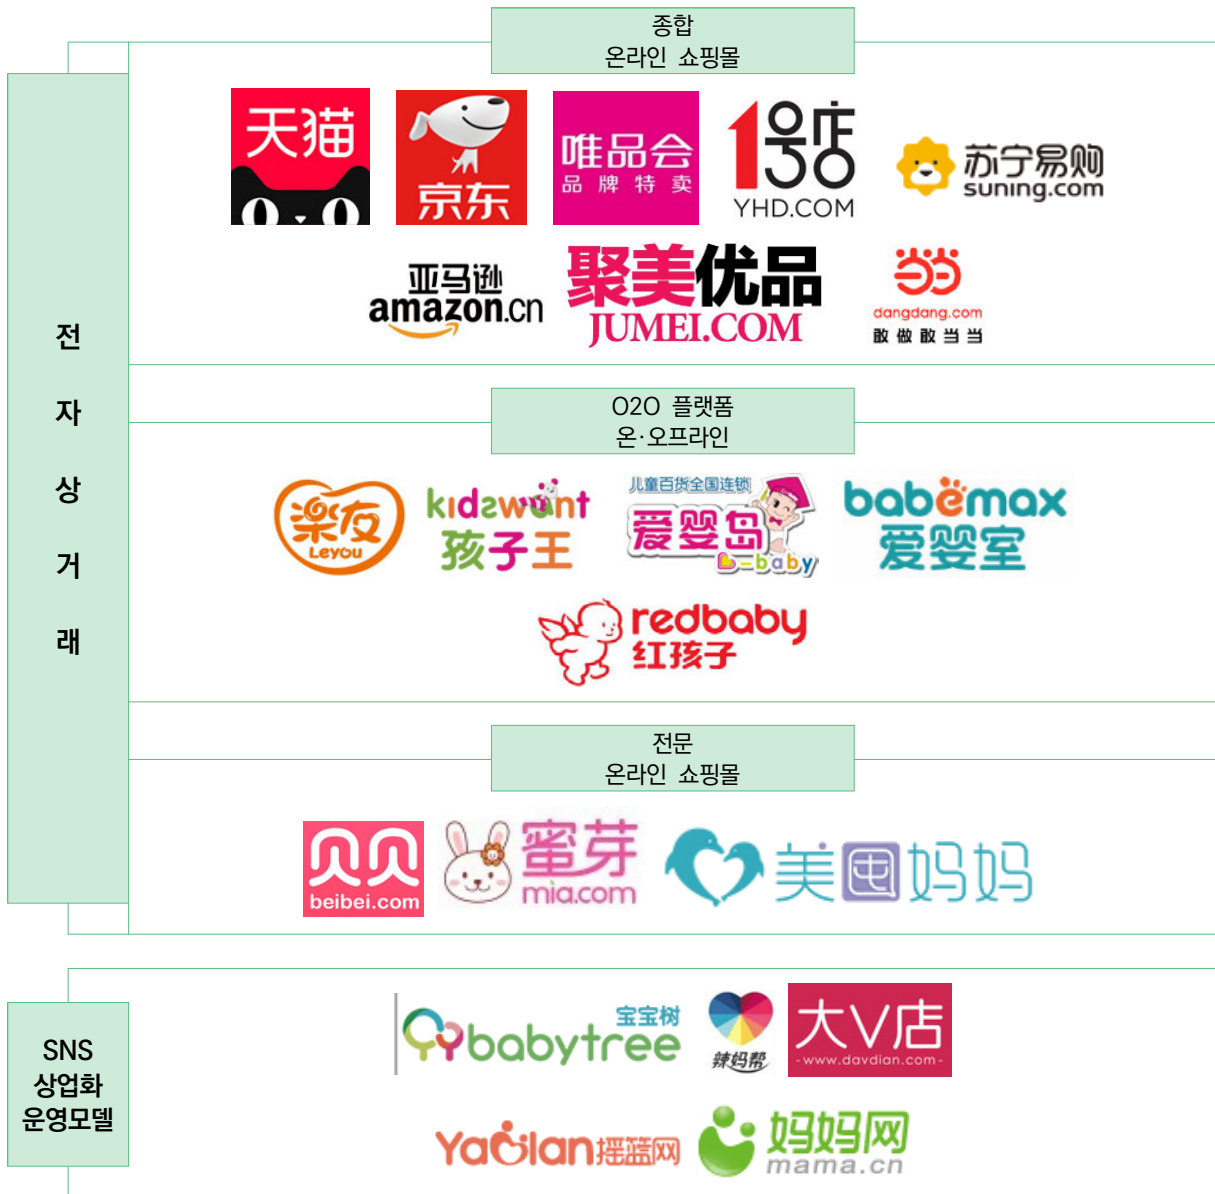 종합
온라인 쇼핑몰
天猫
京东
唯品会
品牌特卖
1号店
YHD.COM
苏宁易购
suning.com
亚马逊
amazon.cn
聚美优品
JUMEI.COM
当当
dangdang.com
敢做敢当当
전
자
상
거
래
O2O 플랫폼
온·오프라인
樂友
Leyou
kidswant
孩子王
儿童百货全国连锁
爱婴岛
-baby
babemax
爱婴室
redbaby
红孩子
전문
온라인 쇼핑몰
贝贝
beibei.com
蜜芽
mia.com
美囤妈妈
SNS
상업화
운영모델
宝宝树
babytree
辣妈帮
大V店
- www.davdian.com -
Yaolan摇篮网
妈妈网
mama.cn